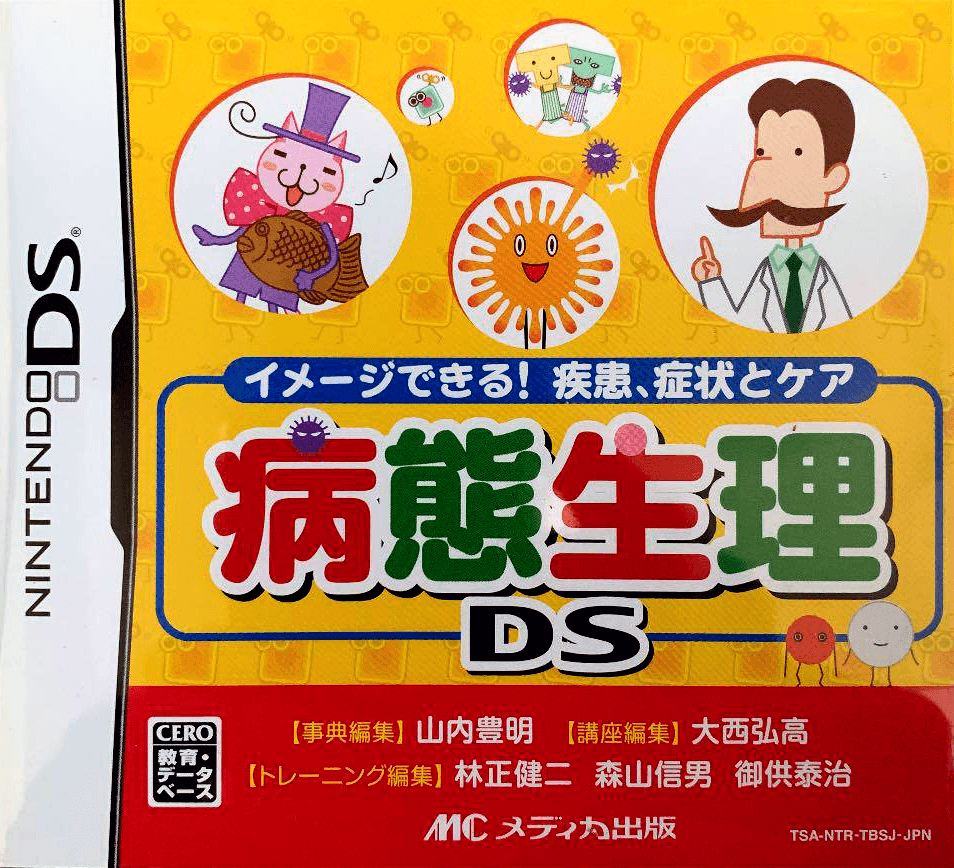 NINTENDO DS®
イメージできる! 疾患、症状とケア
病態生理
DS
CERO
教育・
データ
ベース
【事典編集】山内豊明 【講座編集】大西弘高
【トレーニング編集】林正健二 森山信男 御供泰治
MCメディカ出版
TSA-NTR-TBSJ-JPN